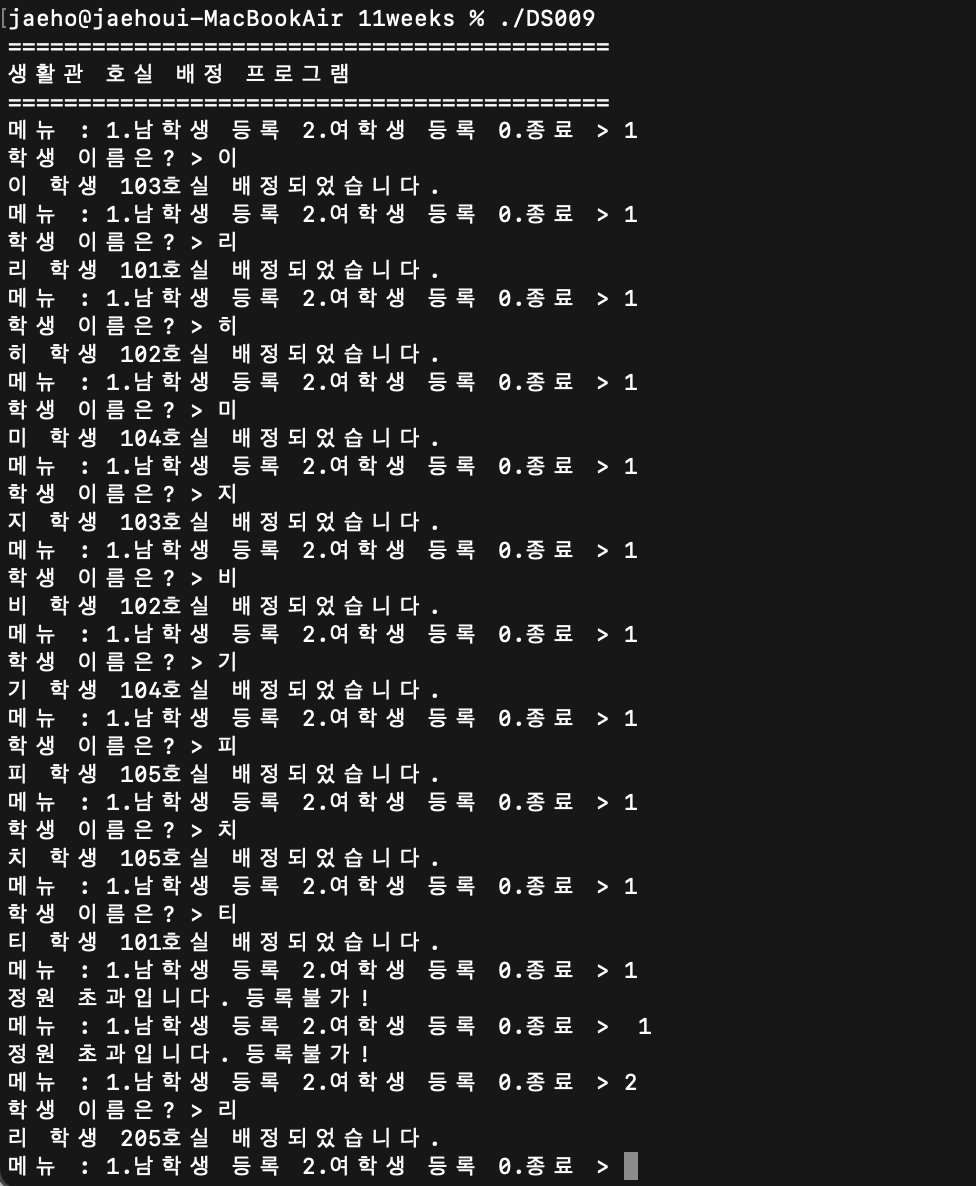 [jaeho@jaehoui-MacBookAir 11weeks % ./DS009
===========================================
생활관 호실 배정 프로그램
===========================================
메뉴 : 1.남학생 등록 2.여학생 등록 0.종료 > 1
학생 이름은? > 이
이 학생 103호실 배정되었습니다.
메뉴 : 1.남학생 등록 2.여학생 등록 0.종료 > 1
학생 이름은? > 리
리 학생 101호실 배정되었습니다.
메뉴 : 1.남학생 등록 2.여학생 등록 0.종료 > 1
학생 이름은? > 히
히 학생 102호실 배정되었습니다.
메뉴 : 1.남학생 등록 2.여학생 등록 0.종료 > 1
학생 이름은? > 미
미 학생 104호실 배정되었습니다.
메뉴 : 1.남학생 등록 2.여학생 등록 0.종료 > 1
학생 이름은? > 지
지 학생 103호실 배정되었습니다.
메뉴 : 1.남학생 등록 2.여학생 등록 0.종료 > 1
학생 이름은? > 비
비 학생 102호실 배정되었습니다.
메뉴 : 1.남학생 등록 2.여학생 등록 0.종료 > 1
학생 이름은? > 기
기 학생 104호실 배정되었습니다.
메뉴 : 1.남학생 등록 2.여학생 등록 0.종료 > 1
학생 이름은? > 피
피 학생 105호실 배정되었습니다.
메뉴 : 1.남학생 등록 2.여학생 등록 0.종료 > 1
학생 이름은? > 치
치 학생 105호실 배정되었습니다.
메뉴 : 1.남학생 등록 2.여학생 등록 0.종료 > 1
학생 이름은? > 티
티 학생 101호실 배정되었습니다.
메뉴 : 1.남학생 등록 2.여학생 등록 0.종료 > 1
정원 초과입니다. 등록불가!
메뉴 : 1.남학생 등록 2.여학생 등록 0.종료 >  1
정원 초과입니다. 등록불가!
메뉴 : 1.남학생 등록 2.여학생 등록 0.종료 > 2
학생 이름은? > 리
리 학생 205호실 배정되었습니다.
메뉴 : 1.남학생 등록 2.여학생 등록 0.종료 >